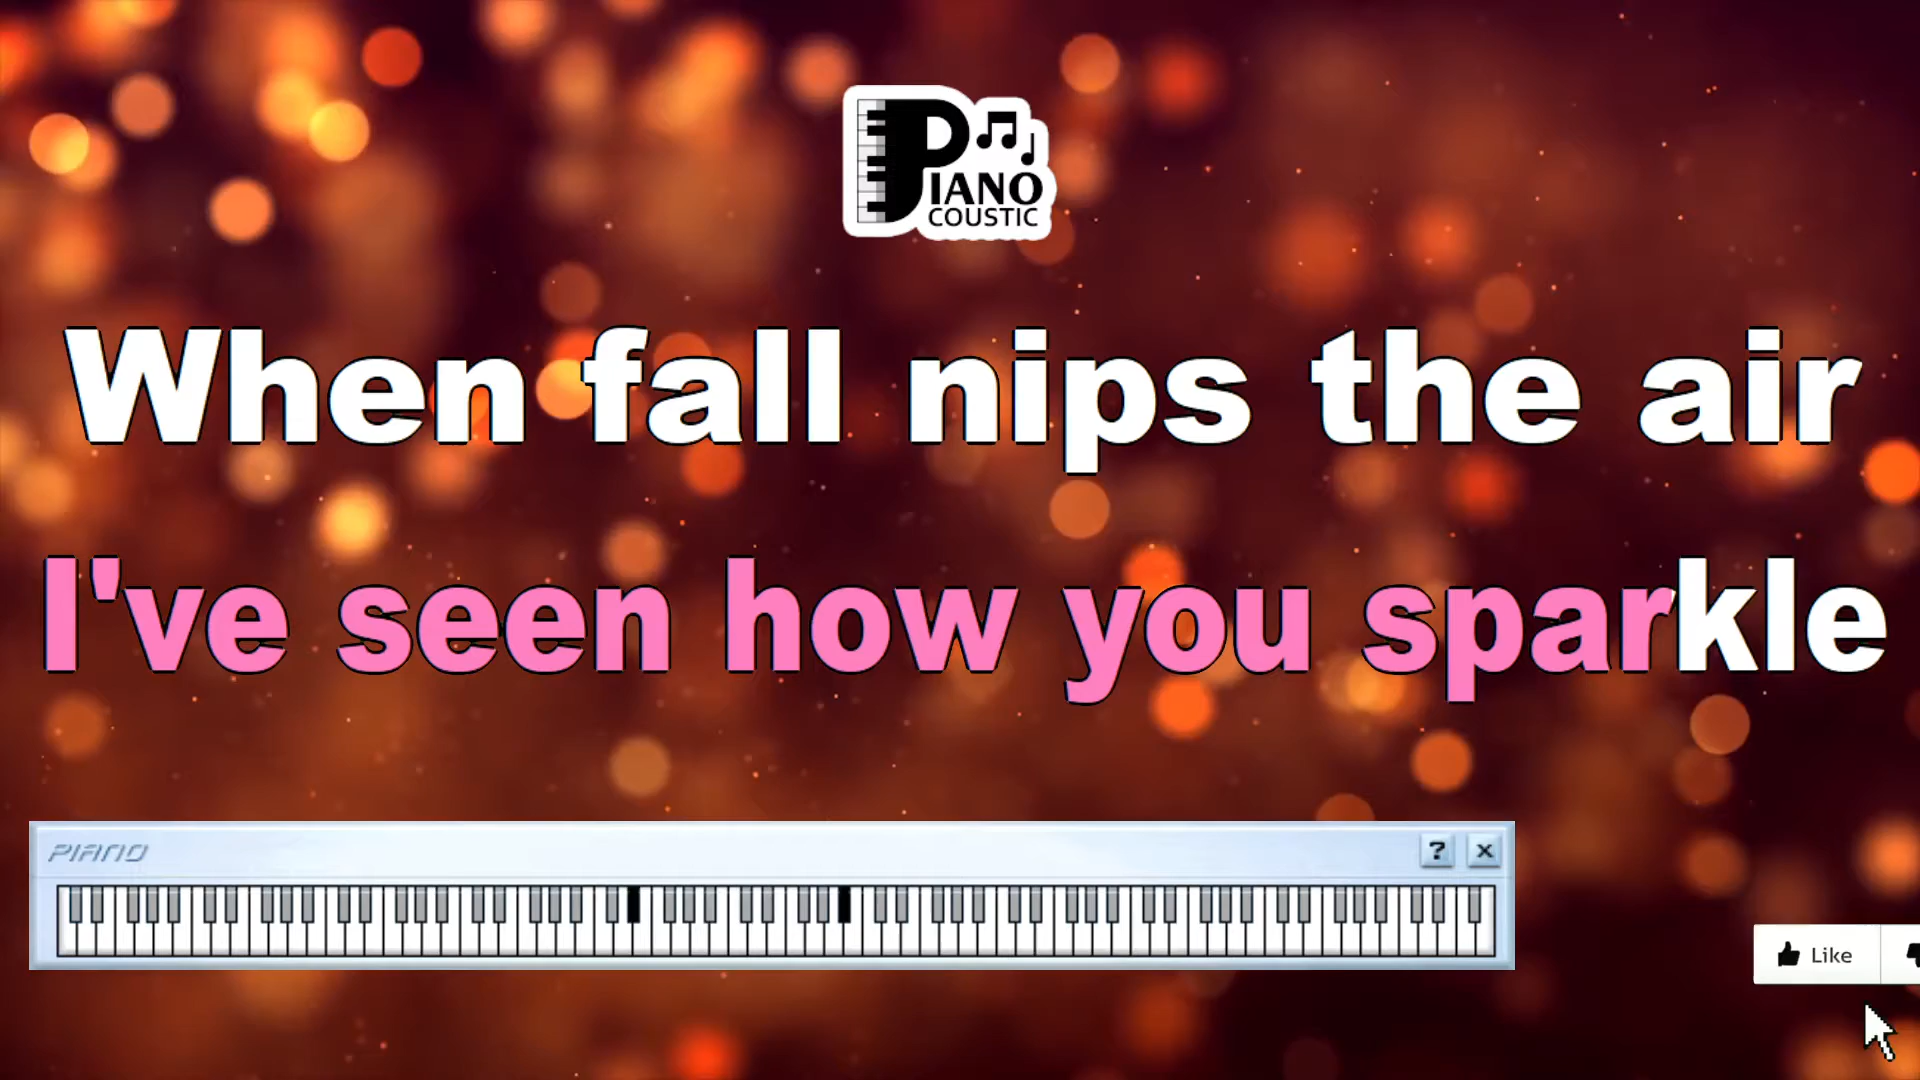 PIANO
COUSTIC
When fall nips the air
I've seen how you sparkle
PIANO
?
x
Like